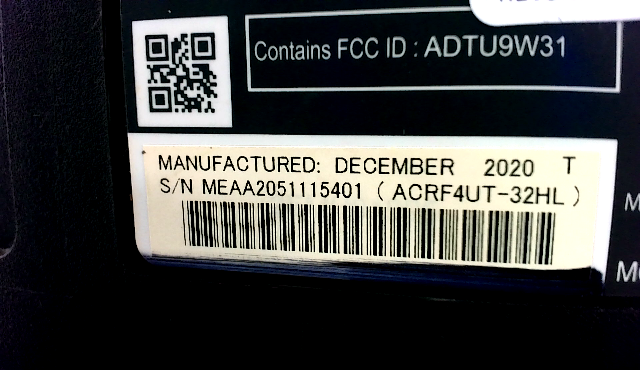 Contains FCC ID : ADTU9W31
MANUFACTURED: DECEMBER 2020 T
S/N MEAA2051115401 ( ACRF4UT-32HL )